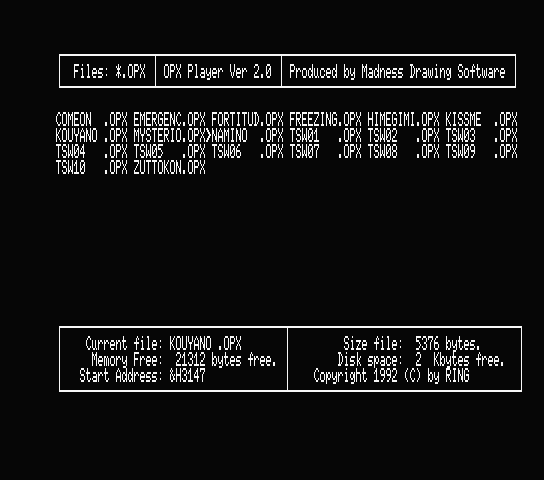 Files: *.OPX OPX Player Ver 2.0 Produced by Madness Drawing Software
COMEON .OPX EMERGENC.OPX FORTITUD.OPX FREEZING.OPX HIMEGIMI.OPX KISSME .OPX
KOUYANO .OPX MYSTERIO.OPX>NAMINO .OPX TSW01 .OPX TSW02 .OPX TSW03 .OPX
TSW04 .OPX TSW05 .OPX TSW06 .OPX TSW07 .OPX TSW08 .OPX TSW09 .OPX
TSW10 .OPX ZUTTOKON.OPX
Current file: KOUYANO .OPX Size file: 5376 bytes.
Memory Free: 21312 bytes free. Disk space: 2 Kbytes free.
Start Address: &H3147 Copyright 1992 (C) by RING